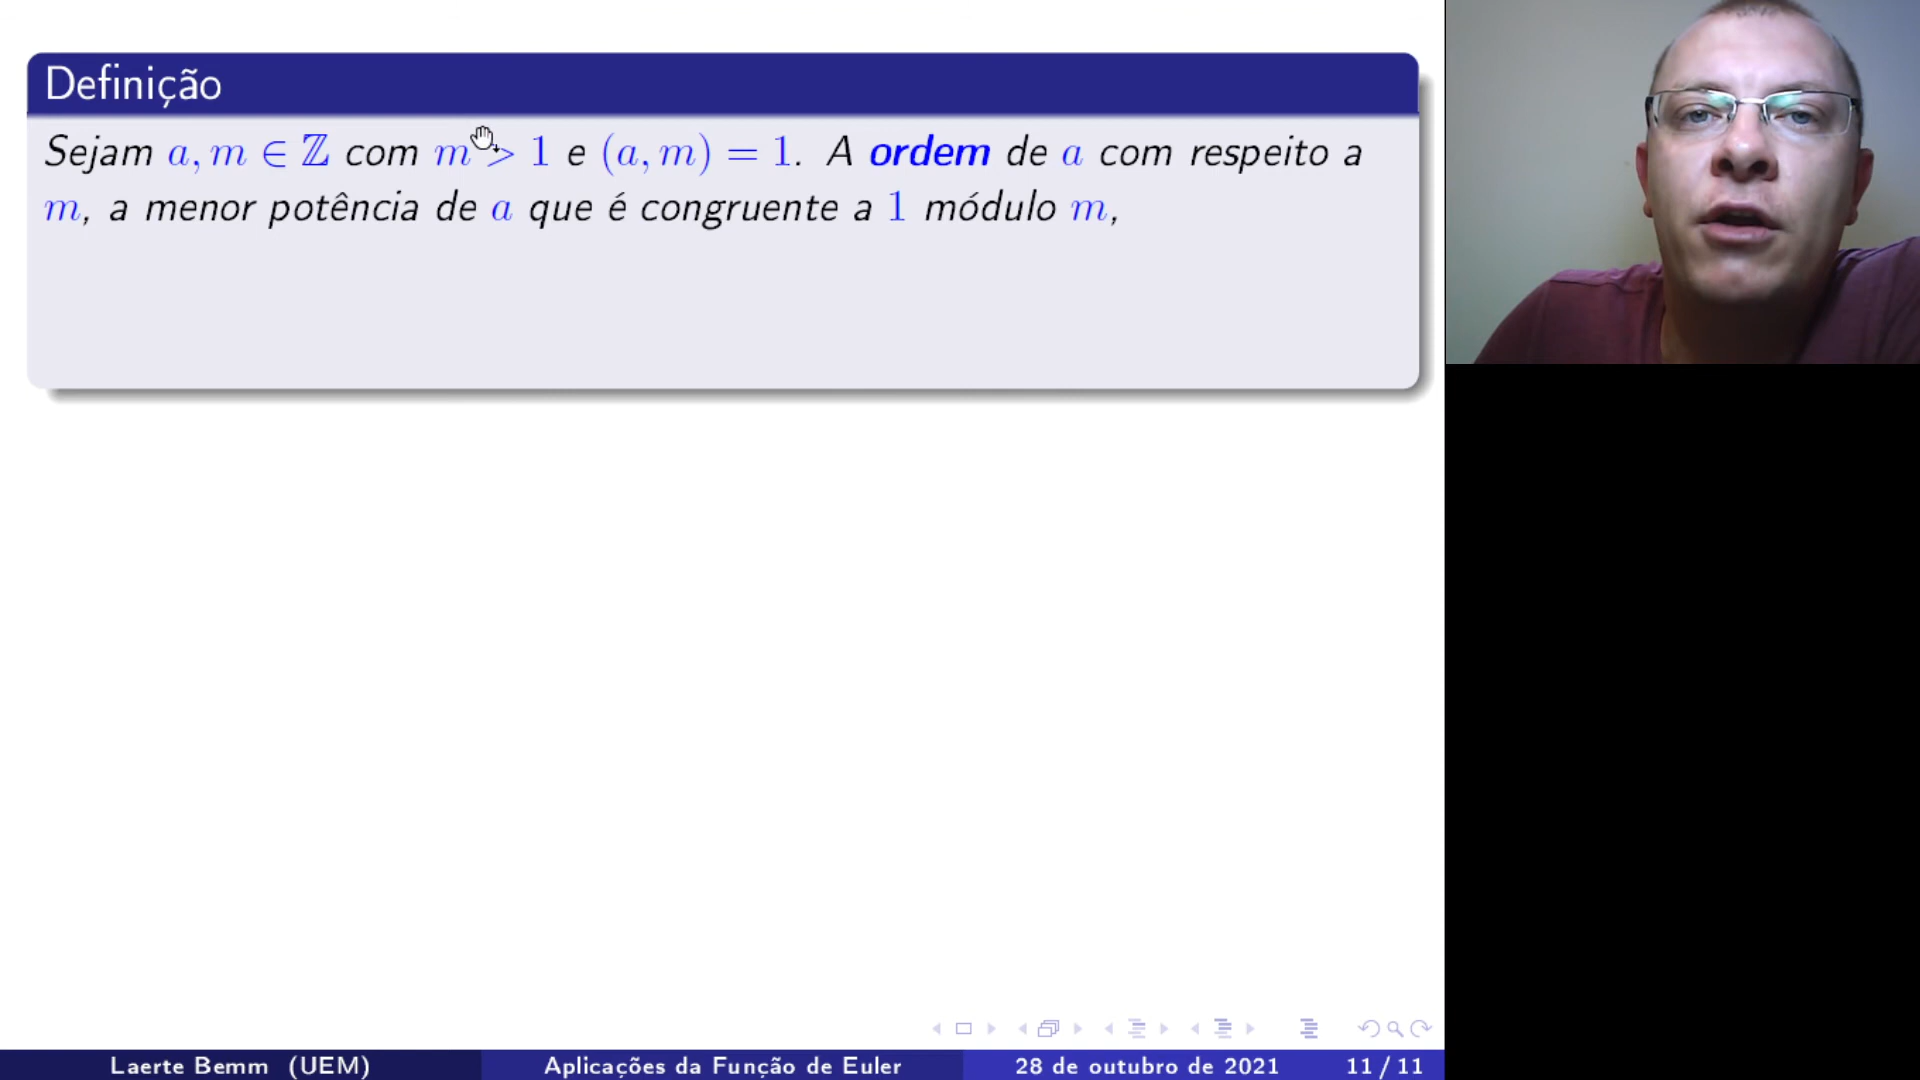 Definição
Sejam a, m ∈ ℤ com m > 1 e (a, m) = 1. A ordem de a com respeito a
m, a menor potência de a que é congruente a 1 módulo m,
Laerte Bemm (UEM) Aplicações da Função de Euler 28 de outubro de 2021 11 / 11